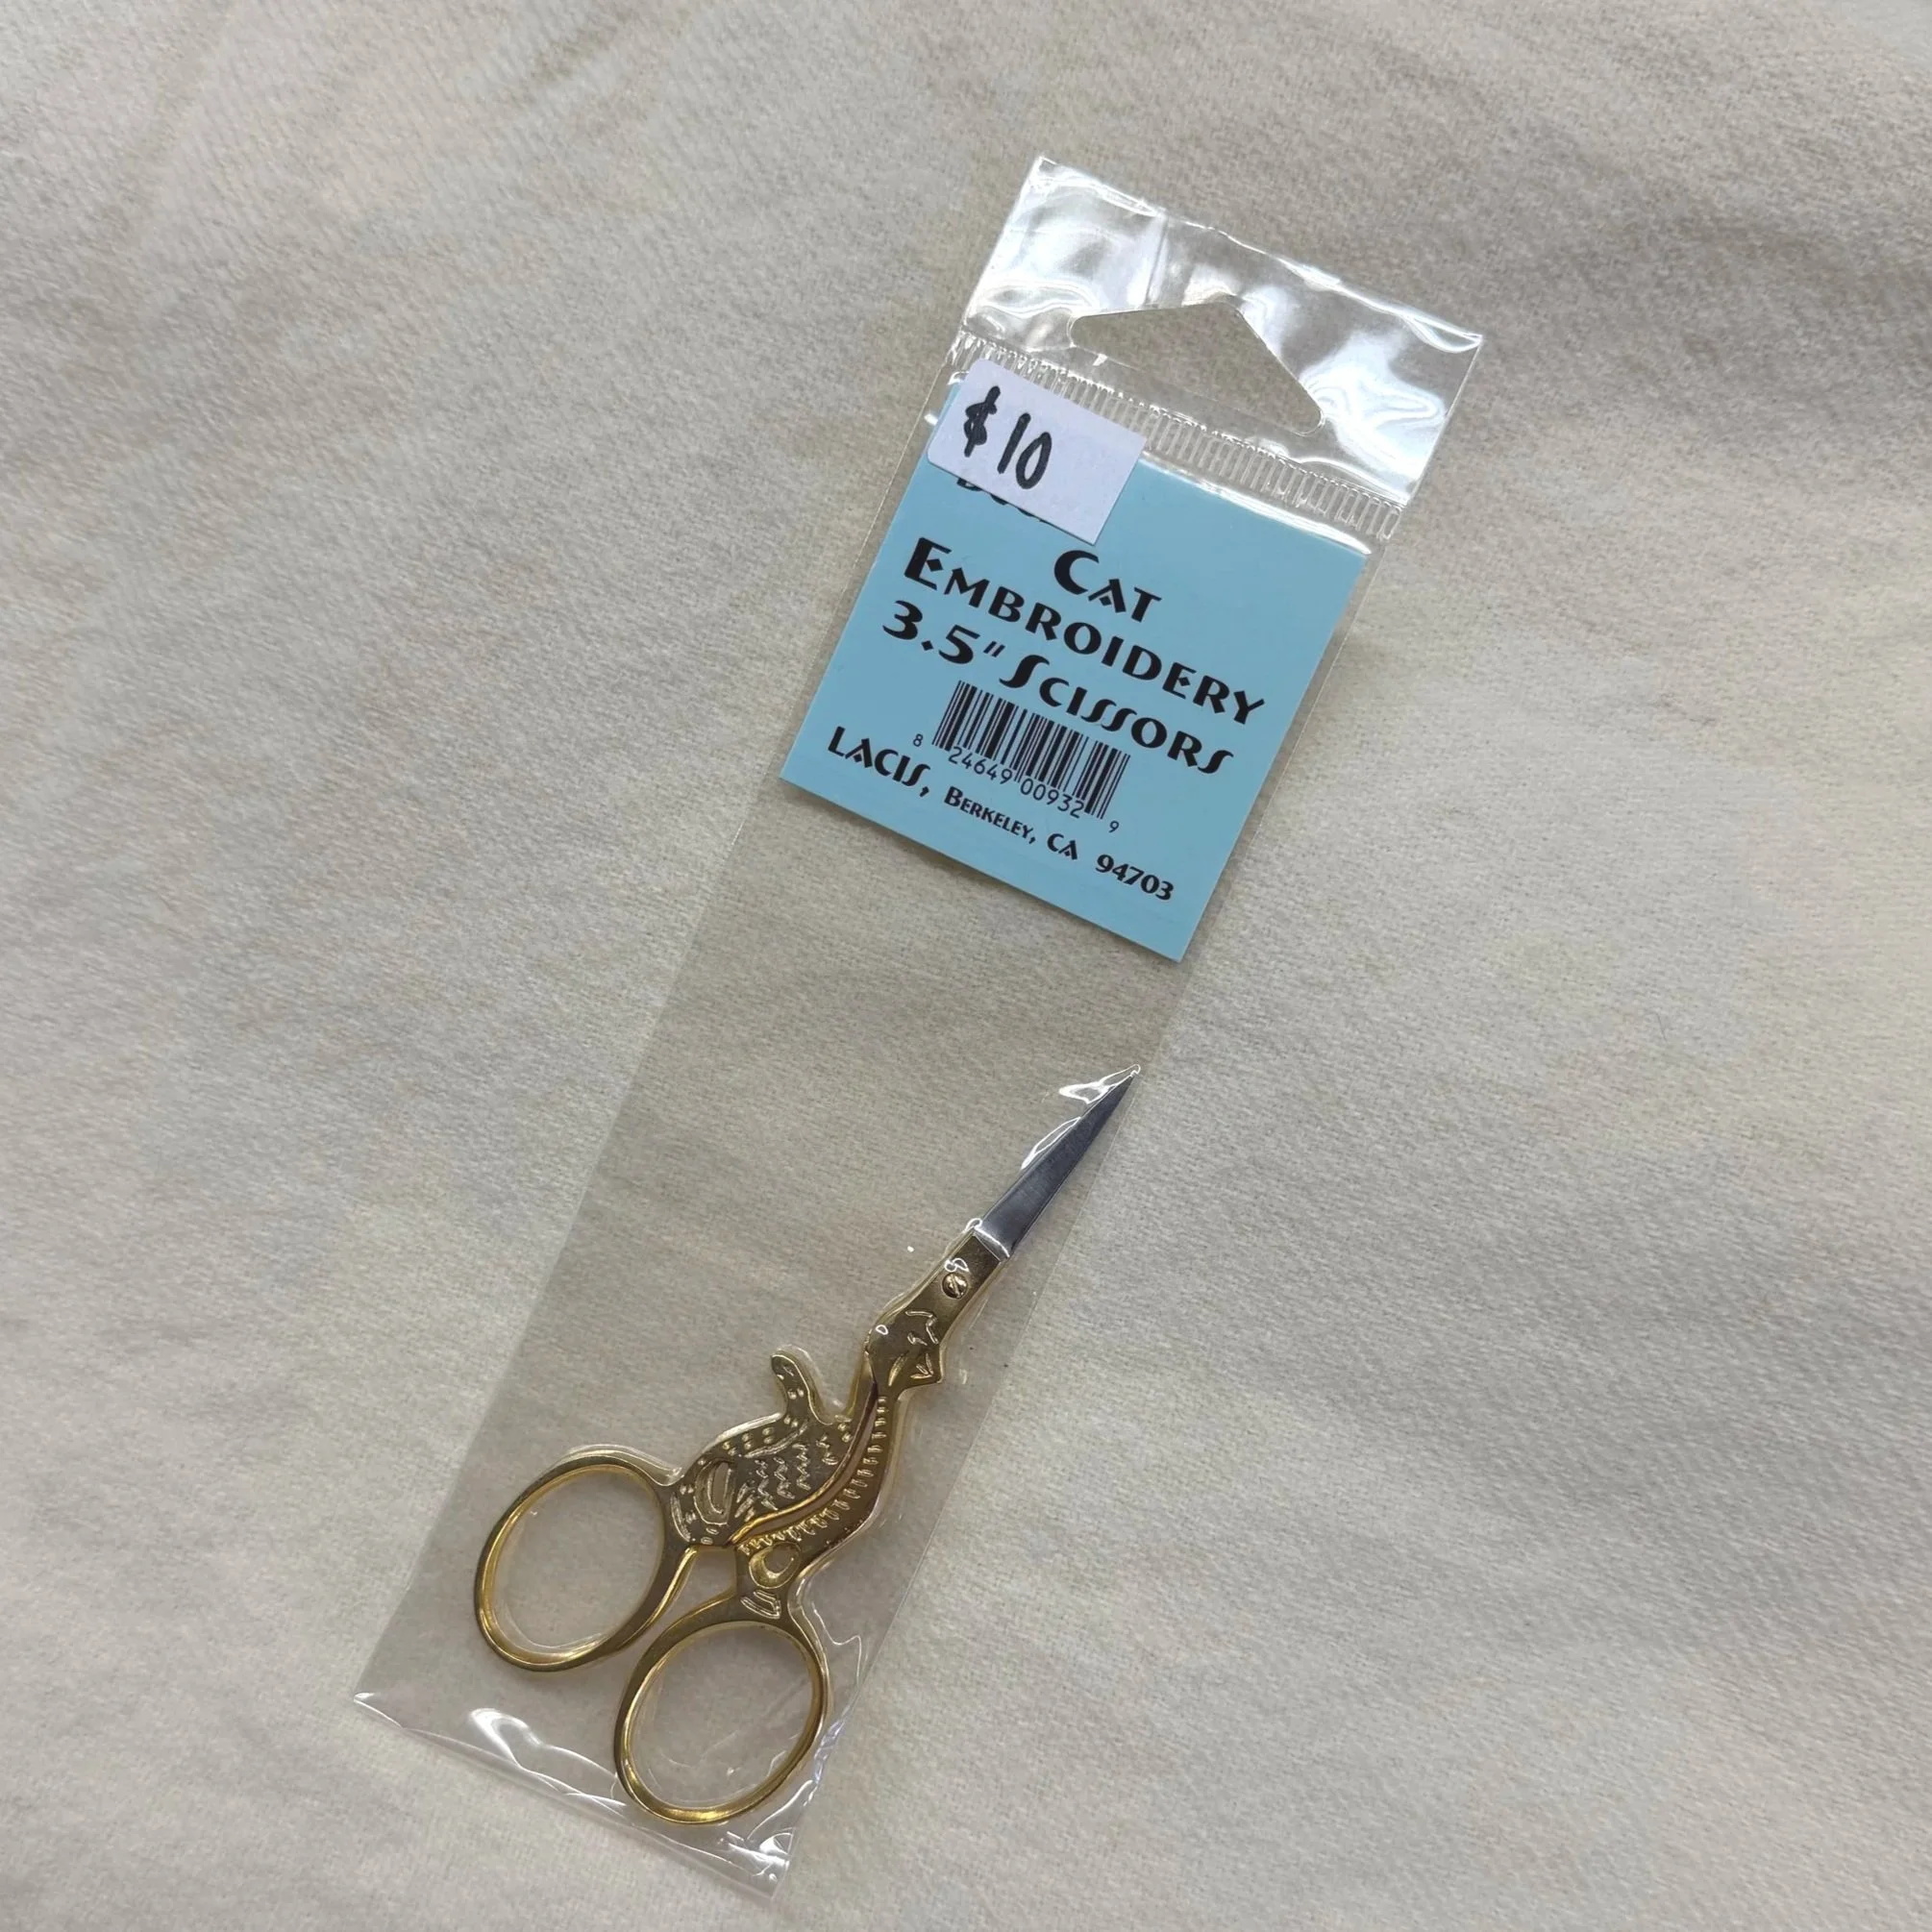 $10
CAT
EMBROIDERY
3.5" SCISSORS
8 24649 00932 9
LACIS, BERKELEY, CA 94703